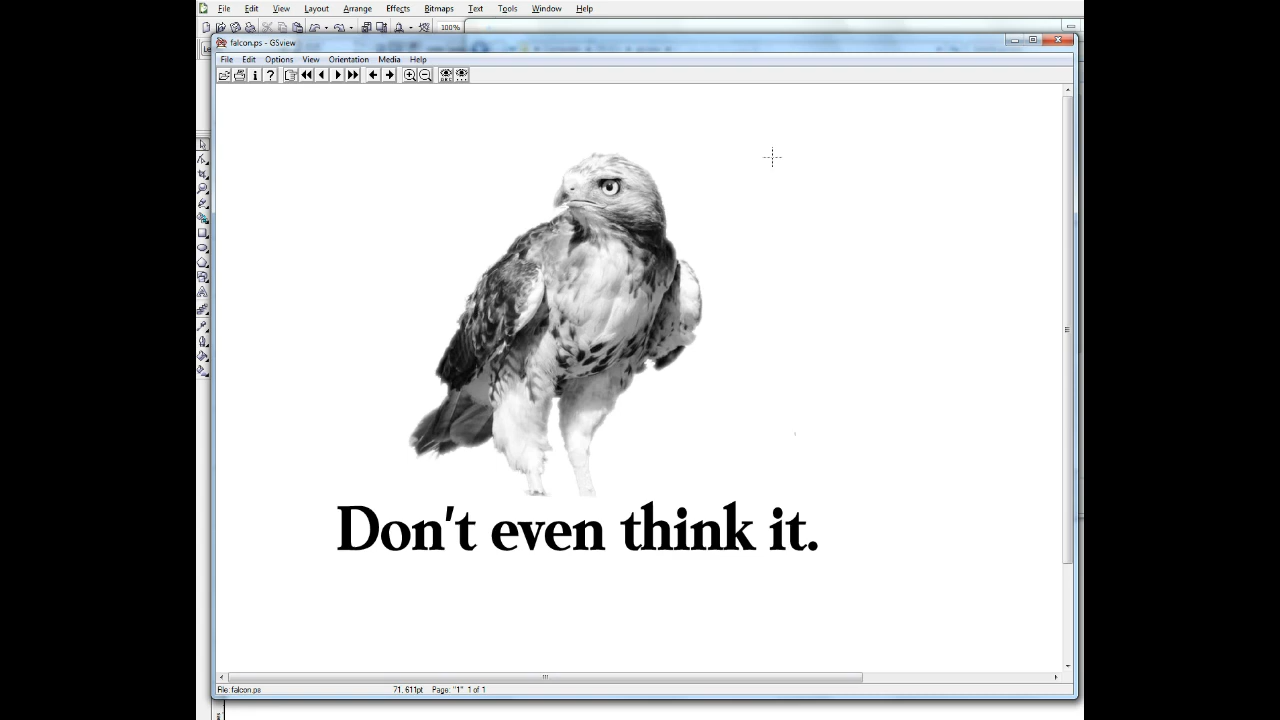 File Edit View Layout Arrange Effects Bitmaps Text Tools Window Help
100%
falcon.ps - GSview
File Edit Options View Orientation Media Help
Don't even think it.
File: falcon.ps 71, 611pt Page: "1" 1 of 1